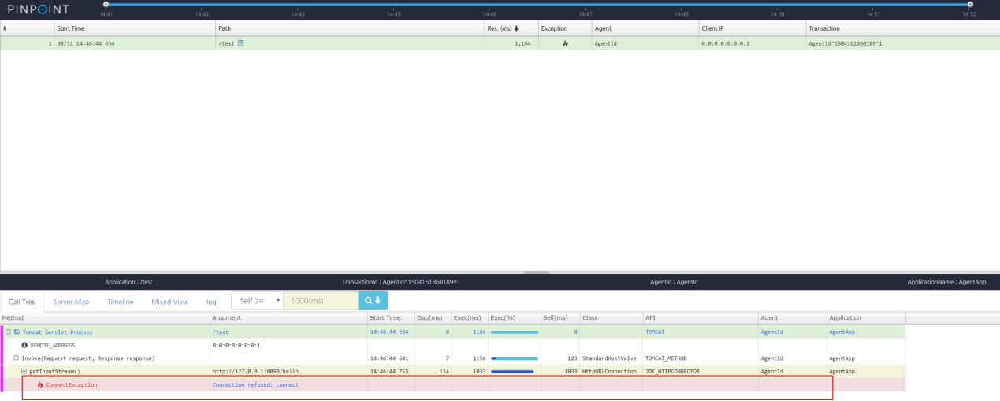 PINPOINT
14:41 14:42 14:43 14:45 14:46 14:47 14:48 14:50 14:51 14:52
# Start Time Path Res. (ms) Exception Agent Client IP Transaction
1 08/31 14:46:44 634 /test 1,164 AgentId 0:0:0:0:0:0:0:1 AgentId^1504161860189^1
Application : /test TransactionId : AgentId^1504161860189^1 AgentId : AgentId ApplicationName : AgentApp
Call Tree Server Map Timeline Mixed View log Self >= 1000(ms)
Method Argument Start Time Gap(ms) Exec(ms) Exec(%) Self(ms) Class API Agent Application
Tomcat Servlet Process /test 14:46:44 634 0 1164 8 TOMCAT AgentId AgentApp
REMOTE_ADDRESS 0:0:0:0:0:0:0:1
invoke(Request request, Response response) 14:46:44 641 7 1156 123 StandardHostValve TOMCAT_METHOD AgentId AgentApp
getInputStream() http://127.0.0.1:8090/hello 14:46:44 755 114 1033 1033 HttpURLConnection JDK_HTTPCONNECTOR AgentId AgentApp
ConnectException Connection refused: connect